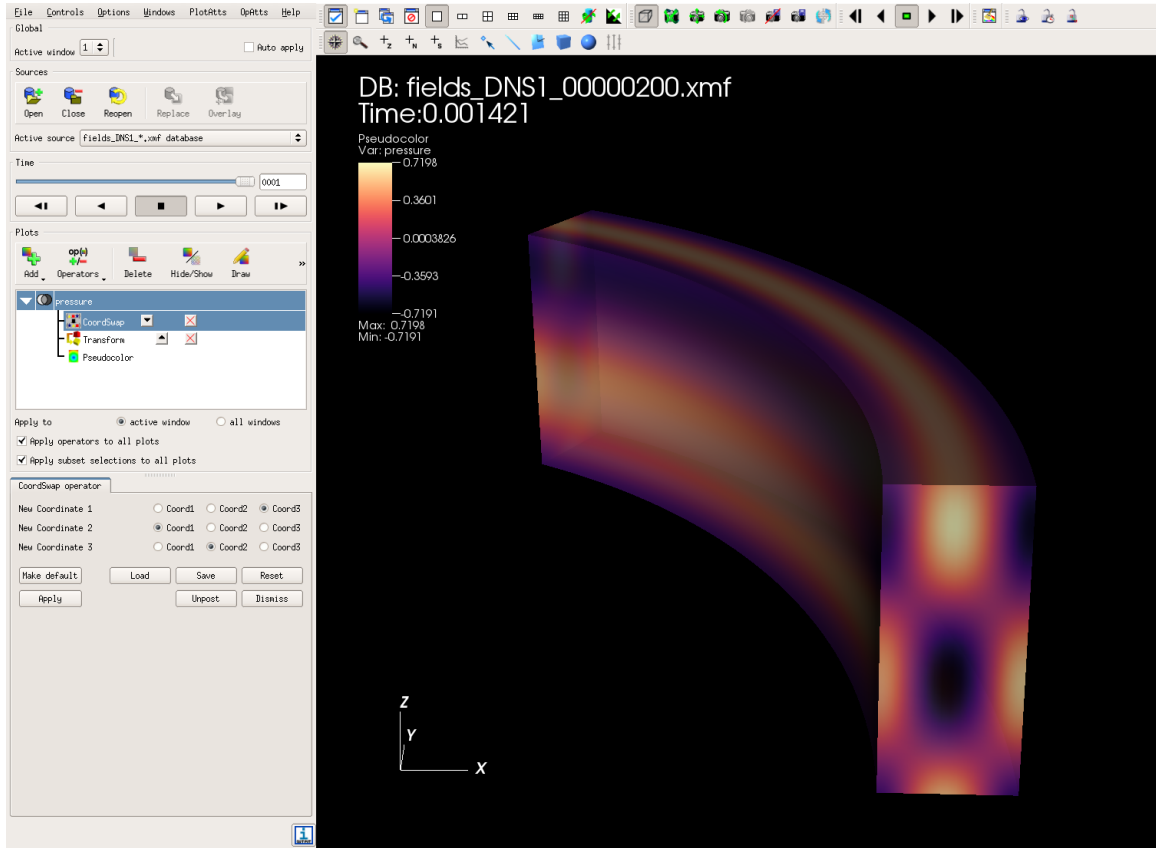 File Controls Options Windows PlotAtts OpAtts Help
Global
Active window 1 Auto apply
Sources
Open Close Reopen Replace Overlay
Active source fields_DNS1_*.xmf database
Time
0001
Plots
op(u)
Add Operators Delete Hide/Show Draw »
pressure
CoordSwap
Transform
Pseudocolor
Apply to active window all windows
Apply operators to all plots
Apply subset selections to all plots
CoordSwap operator
New Coordinate 1 Coord1 Coord2 Coord3
New Coordinate 2 Coord1 Coord2 Coord3
New Coordinate 3 Coord1 Coord2 Coord3
Make default Load Save Reset
Apply Unpost Dismiss
DB: fields_DNS1_00000200.xmf
Time:0.001421
Pseudocolor
Var: pressure
0.7198
0.3601
0.0003826
-0.3593
-0.7191
Max: 0.7198
Min: -0.7191
Z
Y
X